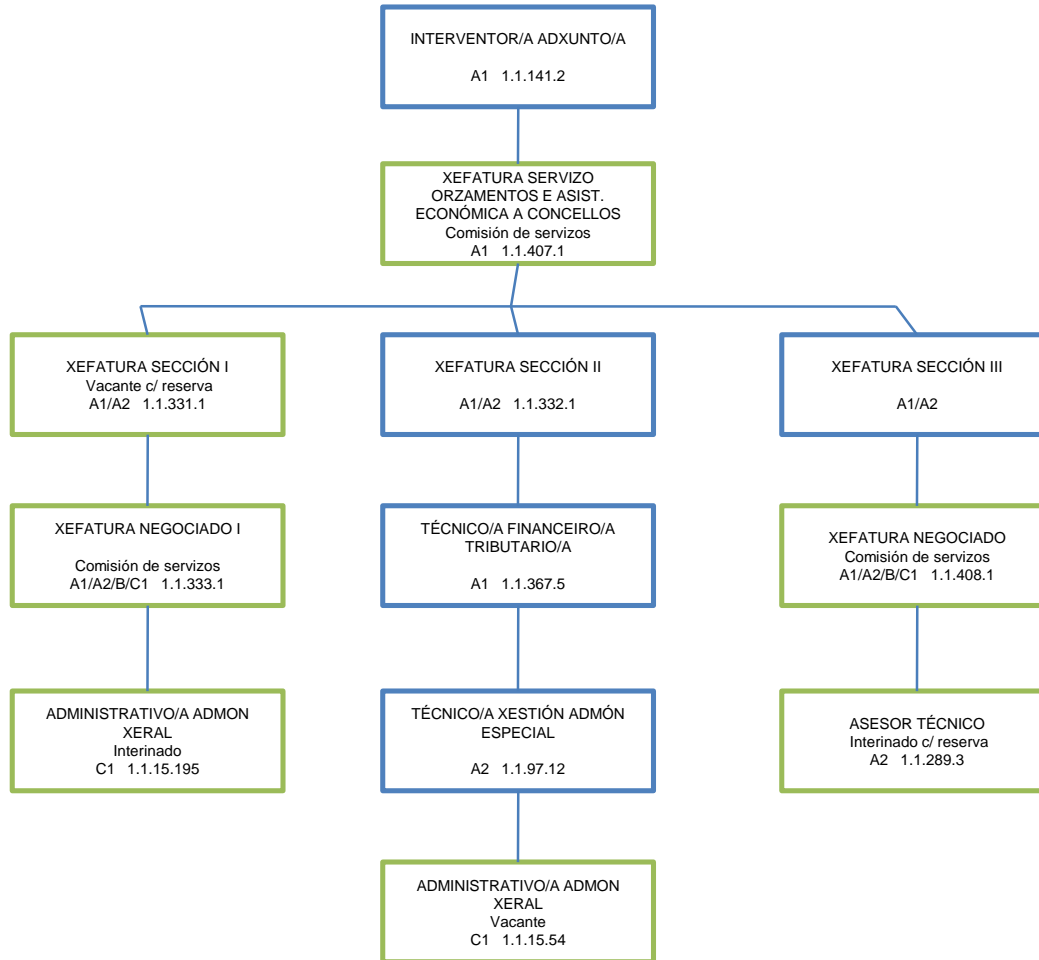 INTERVENTOR/A ADXUNTO/A
A1 1.1.141.2
XEFATURA SERVIZO
ORZAMENTOS E ASIST.
ECONÓMICA A CONCELLOS
Comisión de servizos
A1 1.1.407.1
XEFATURA SECCIÓN I
Vacante c/ reserva
A1/A2 1.1.331.1
XEFATURA SECCIÓN II
A1/A2 1.1.332.1
XEFATURA SECCIÓN III
A1/A2
XEFATURA NEGOCIADO I
Comisión de servizos
A1/A2/B/C1 1.1.333.1
TÉCNICO/A FINANCEIRO/A
TRIBUTARIO/A
A1 1.1.367.5
XEFATURA NEGOCIADO
Comisión de servizos
A1/A2/B/C1 1.1.408.1
ADMINISTRATIVO/A ADMON
XERAL
Interinado
C1 1.1.15.195
TÉCNICO/A XESTIÓN ADMÓN
ESPECIAL
A2 1.1.97.12
ASESOR TÉCNICO
Interinado c/ reserva
A2 1.1.289.3
ADMINISTRATIVO/A ADMON
XERAL
Vacante
C1 1.1.15.54